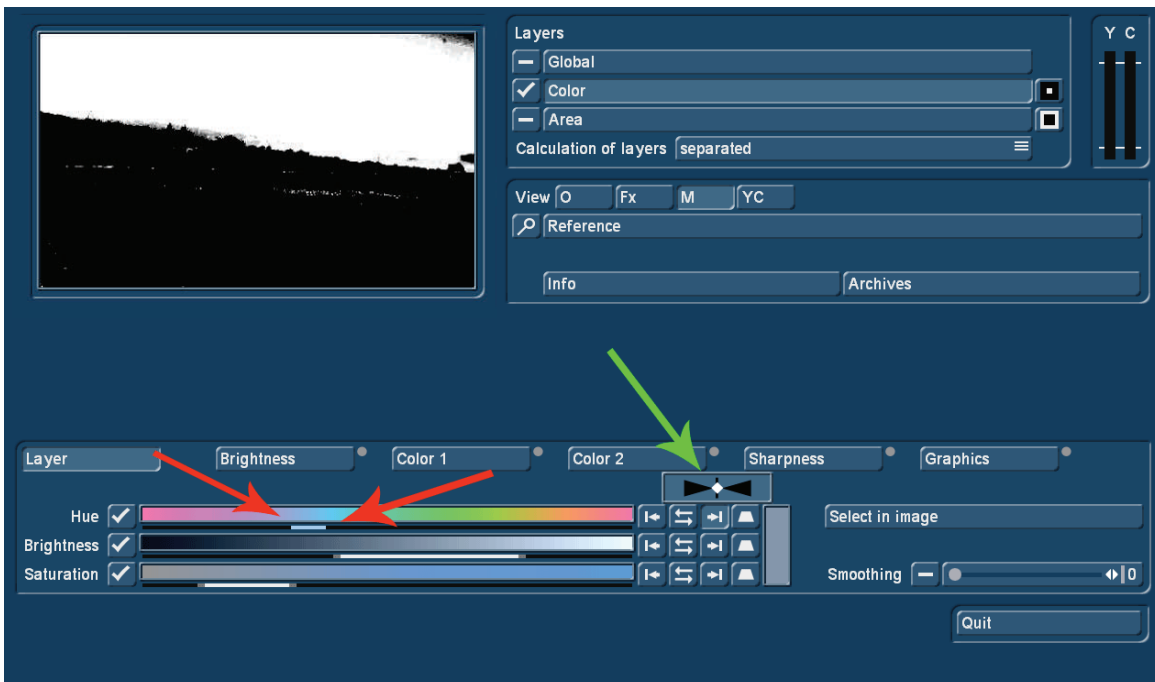 Layers
Y C
Global
Color
Area
Calculation of layers separated
View O Fx M YC
Reference
Info Archives
Layer Brightness Color 1 Color 2 Sharpness Graphics
Hue Select in image
Brightness
Saturation Smoothing 0
Quit